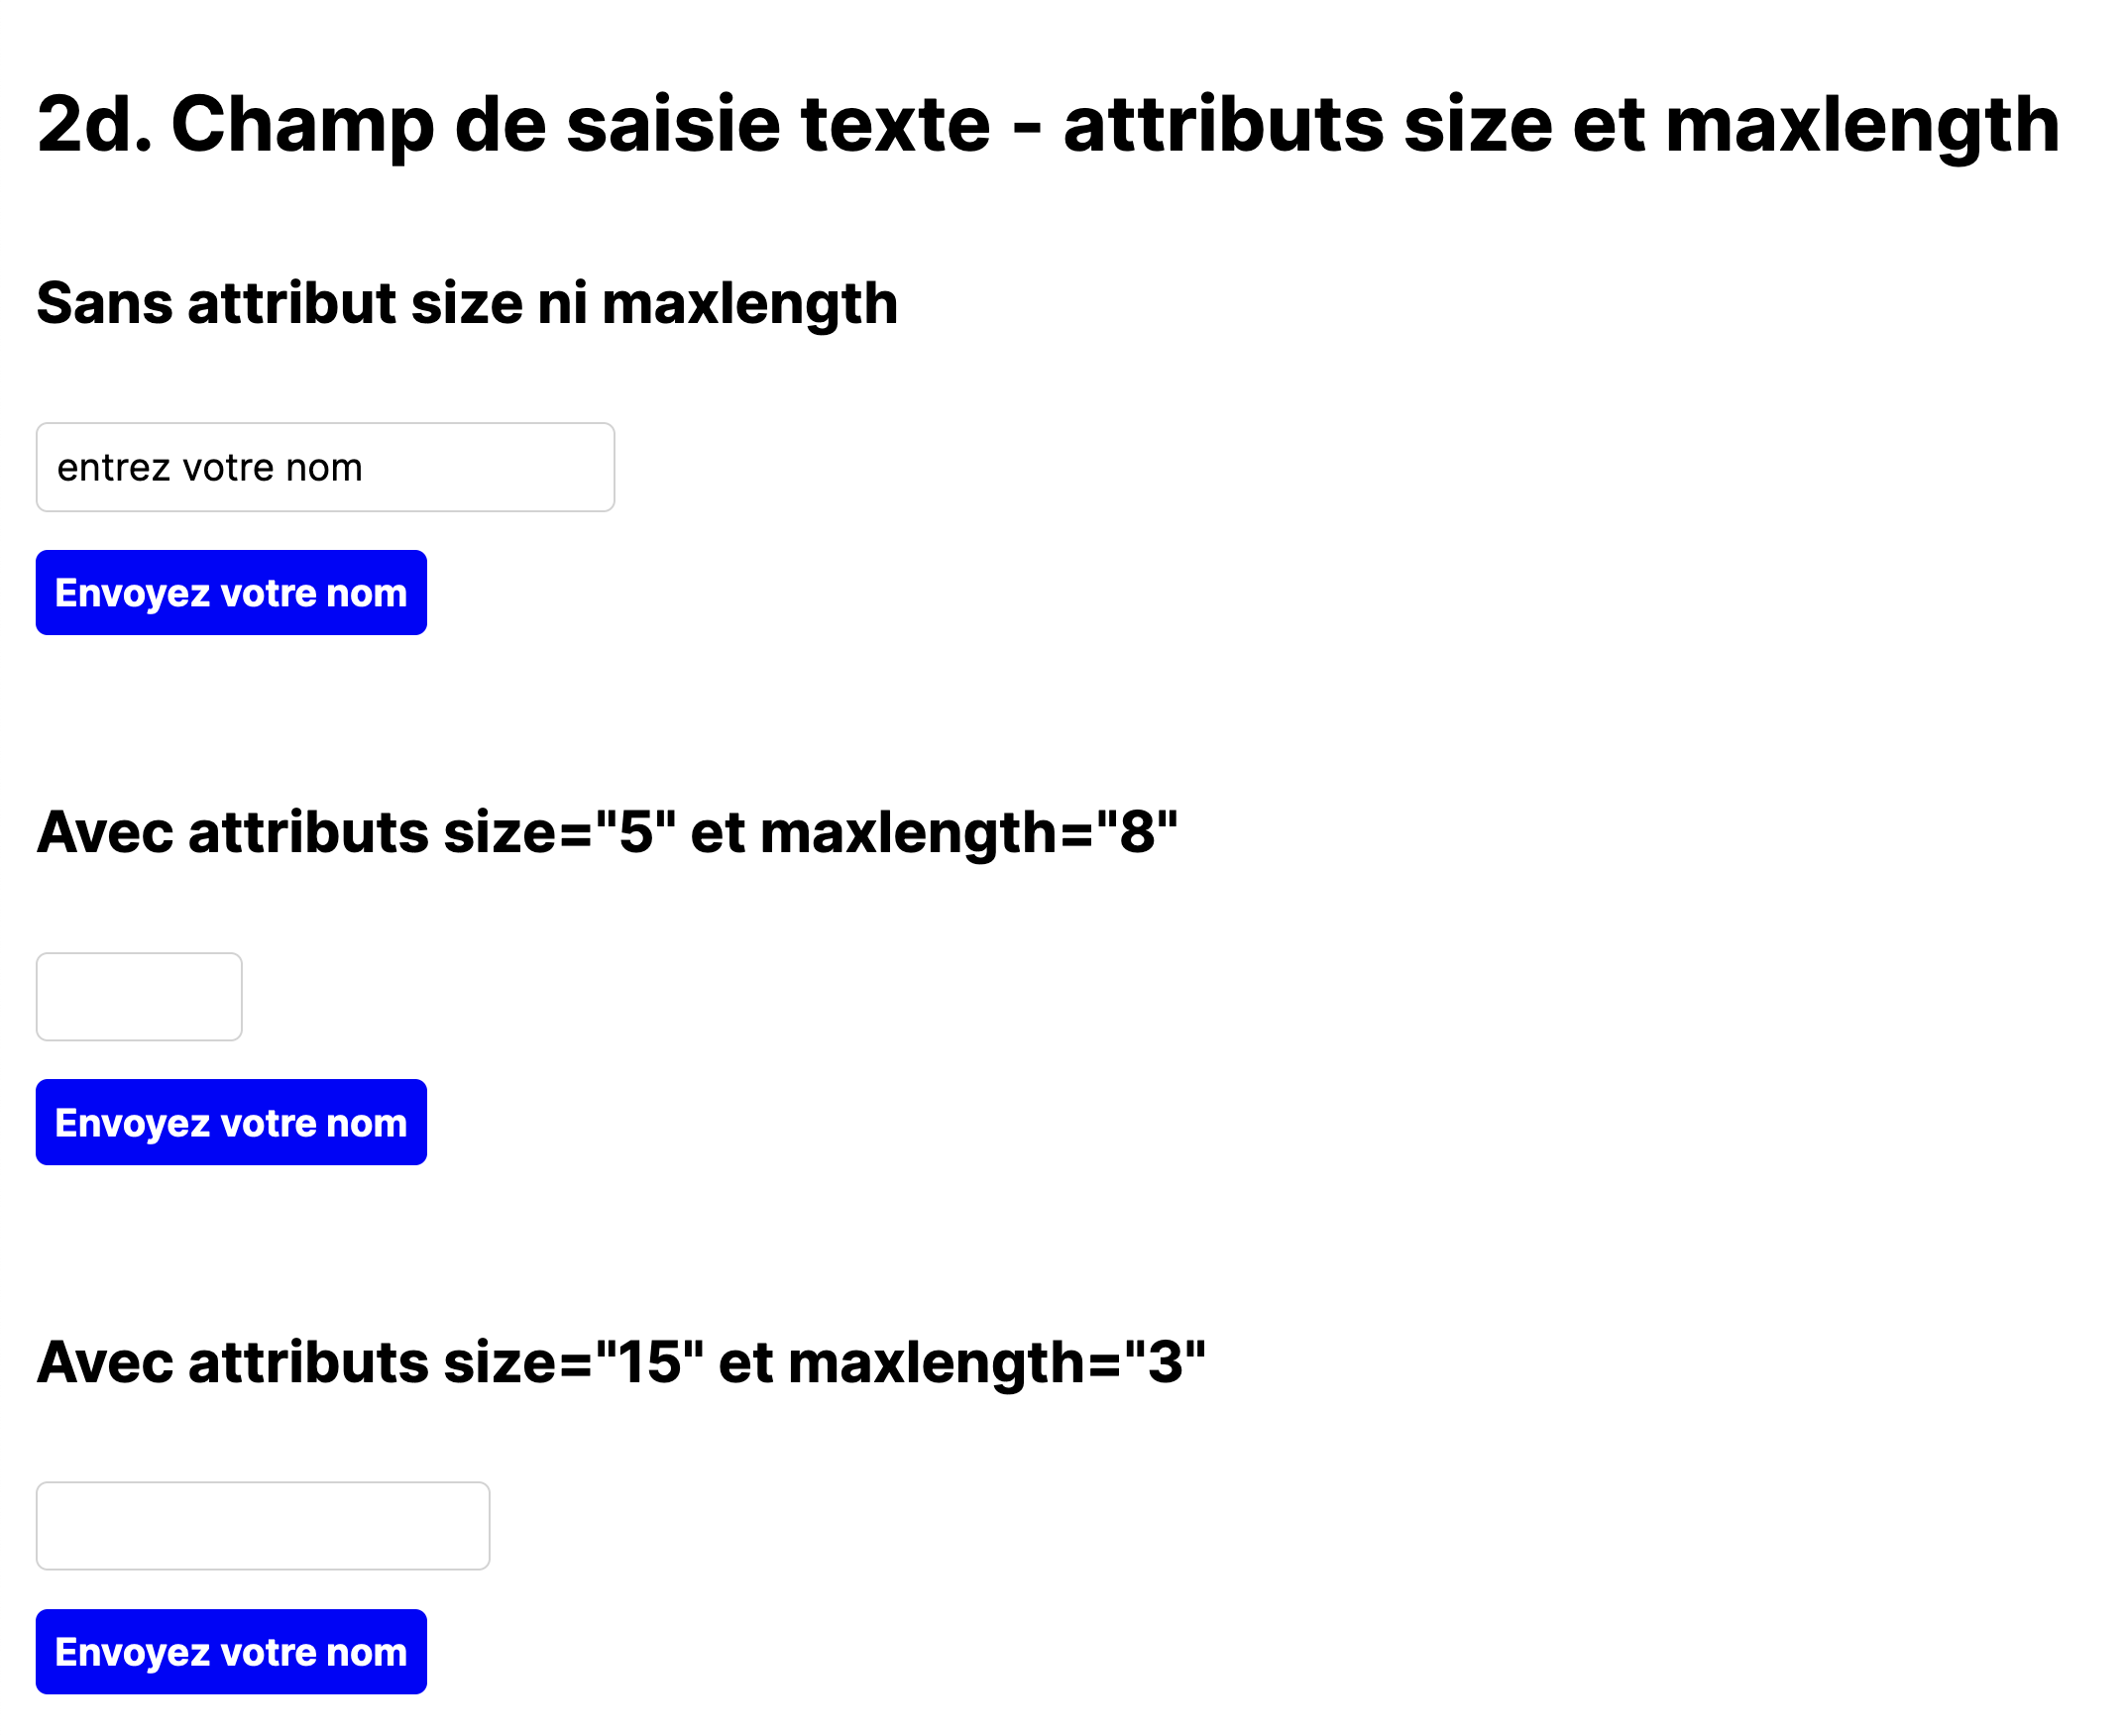 2d. Champ de saisie texte - attributs size et maxlength
Sans attribut size ni maxlength
entrez votre nom
Envoyez votre nom
Avec attributs size="5" et maxlength="8"
Envoyez votre nom
Avec attributs size="15" et maxlength="3"
Envoyez votre nom